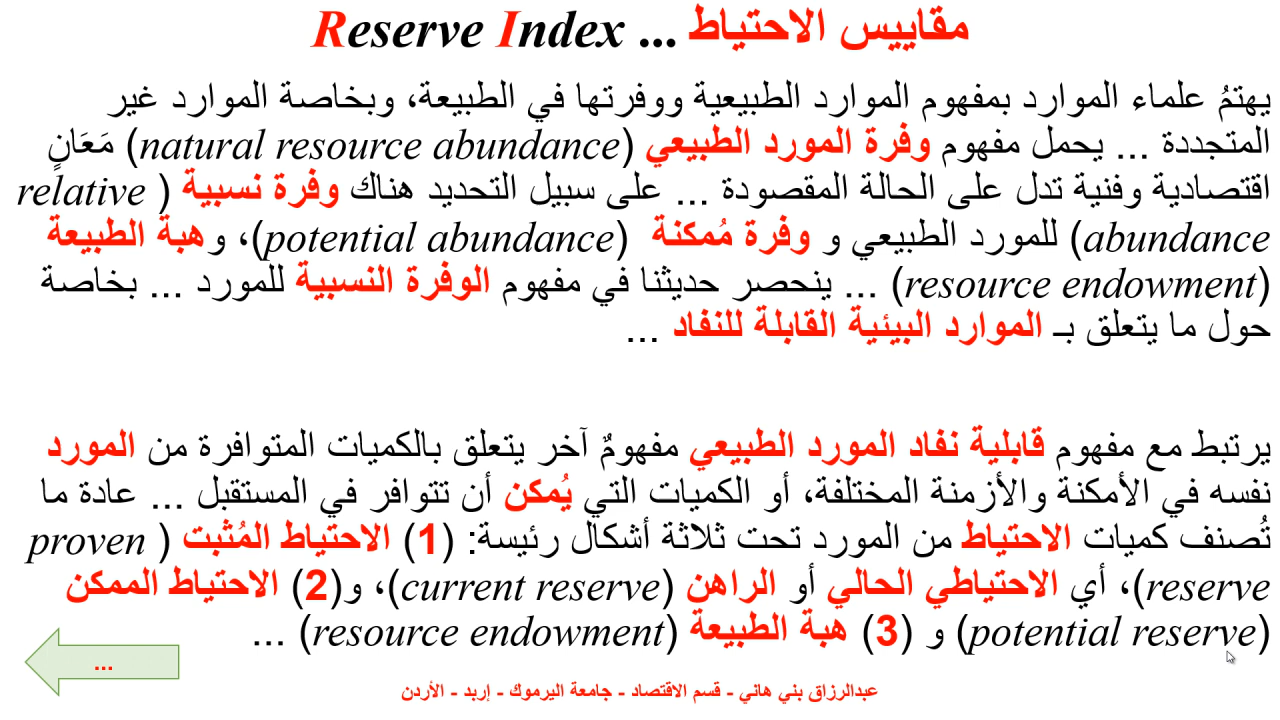 مقاييس الاحتياط ... Reserve Index
يهتمُ علماء الموارد بمفهوم الموارد الطبيعية ووفرتها في الطبيعة، وبخاصة الموارد غير
المتجددة ... يحمل مفهوم وفرة المورد الطبيعي (natural resource abundance) مَعَانٍ
اقتصادية وفنية تدل على الحالة المقصودة ... على سبيل التحديد هناك وفرة نسبية (relative
abundance) للمورد الطبيعي و وفرة مُمكنة (potential abundance)، وهبة الطبيعة
(resource endowment) ... ينحصر حديثنا في مفهوم الوفرة النسبية للمورد ... بخاصة
حول ما يتعلق بـ الموارد البيئية القابلة للنفاد ...
يرتبط مع مفهوم قابلية نفاد المورد الطبيعي مفهومٌ آخر يتعلق بالكميات المتوافرة من المورد
نفسه في الأمكنة والأزمنة المختلفة، أو الكميات التي يُمكن أن تتوافر في المستقبل ... عادة ما
تُصنف كميات الاحتياط من المورد تحت ثلاثة أشكال رئيسة: (1) الاحتياط المُثبت (proven
reserve)، أي الاحتياطي الحالي أو الراهن (current reserve)، و(2) الاحتياط الممكن
(potential reserve) و (3) هبة الطبيعة (resource endowment) ...
...
عبدالرزاق بني هاني - قسم الاقتصاد - جامعة اليرموك - إربد - الأردن